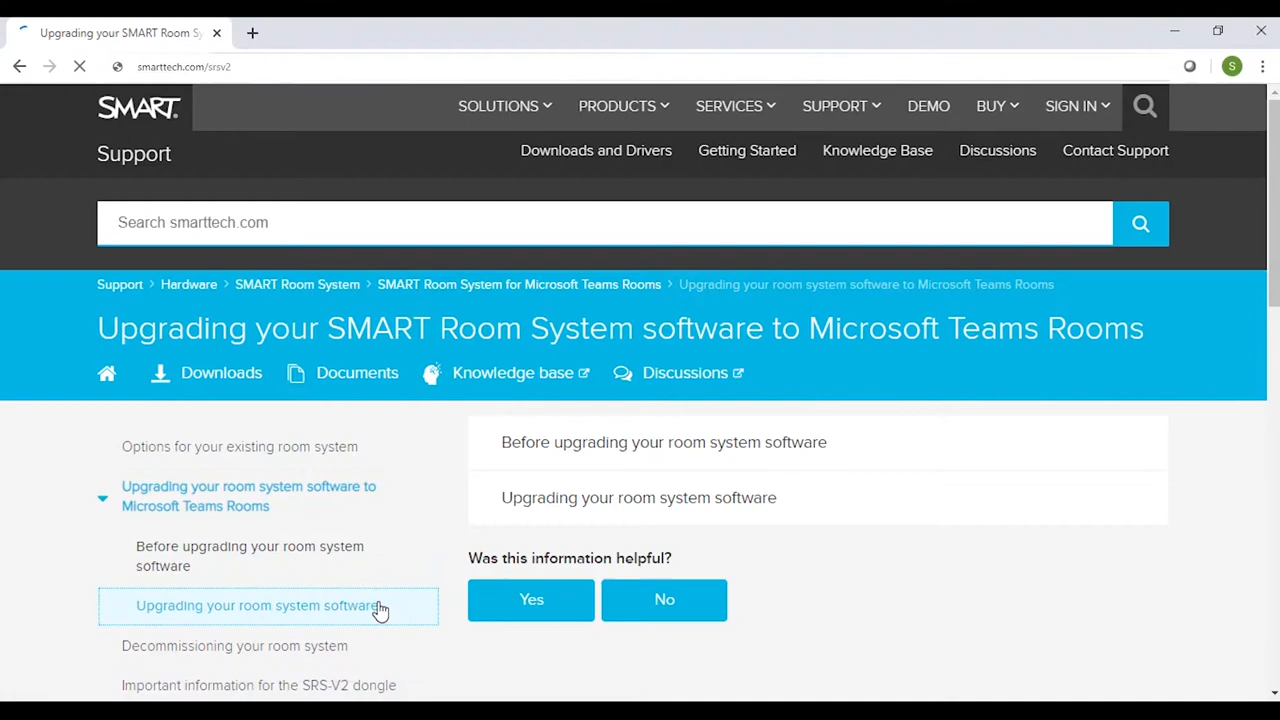 Upgrading your SMART Room Sy
smarttech.com/srsv2
S
SMART
SOLUTIONS PRODUCTS SERVICES SUPPORT DEMO BUY SIGN IN
Support
Downloads and Drivers Getting Started Knowledge Base Discussions Contact Support
Search smarttech.com
Support > Hardware > SMART Room System > SMART Room System for Microsoft Teams Rooms > Upgrading your room system software to Microsoft Teams Rooms
Upgrading your SMART Room System software to Microsoft Teams Rooms
Downloads Documents Knowledge base Discussions
Options for your existing room system
Upgrading your room system software to
Microsoft Teams Rooms
Before upgrading your room system
software
Upgrading your room system software
Decommissioning your room system
Important information for the SRS-V2 dongle
Before upgrading your room system software
Upgrading your room system software
Was this information helpful?
Yes No